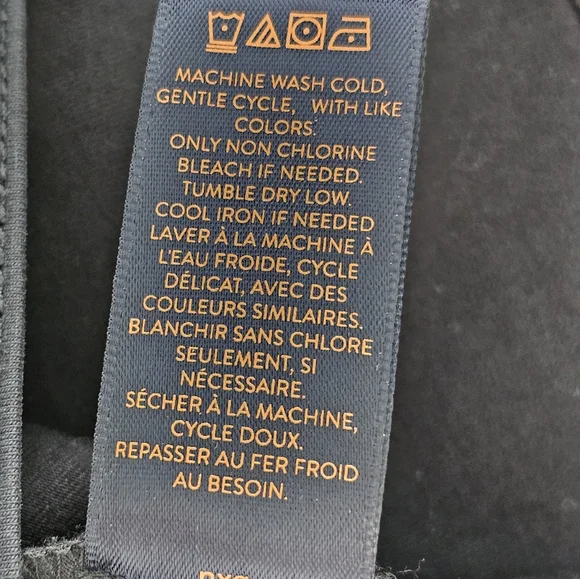 MACHINE WASH COLD,
GENTLE CYCLE, WITH LIKE
COLORS.
ONLY NON CHLORINE
BLEACH IF NEEDED.
TUMBLE DRY LOW.
COOL IRON IF NEEDED
LAVER À LA MACHINE À
L'EAU FROIDE, CYCLE
DÉLICAT, AVEC DES
COULEURS SIMILAIRES.
BLANCHIR SANS CHLORE
SEULEMENT, SI
NÉCESSAIRE.
SÉCHER À LA MACHINE,
CYCLE DOUX.
REPASSER AU FER FROID
AU BESOIN.